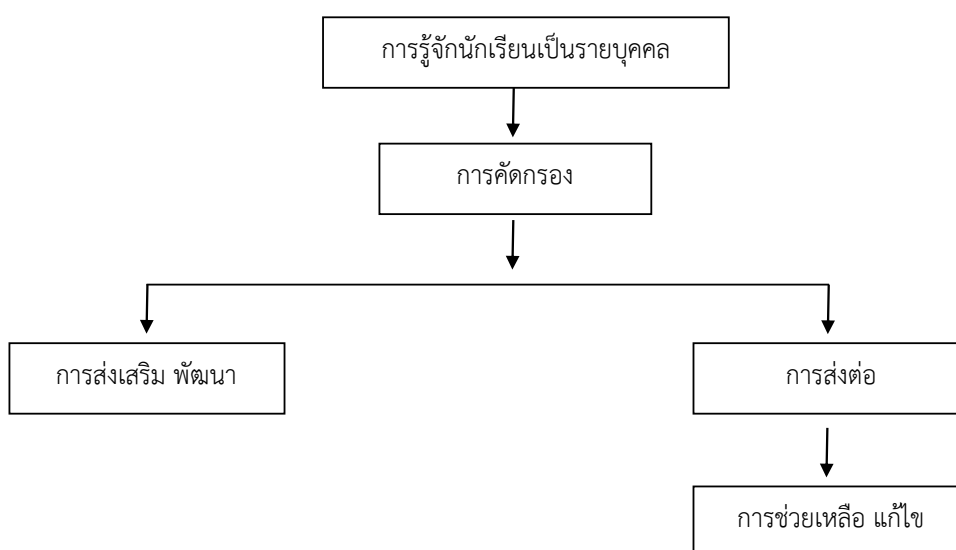 การรู้จักนักเรียนเป็นรายบุคคล
การคัดกรอง
การส่งเสริม พัฒนา
การส่งต่อ
การช่วยเหลือ แก้ไข